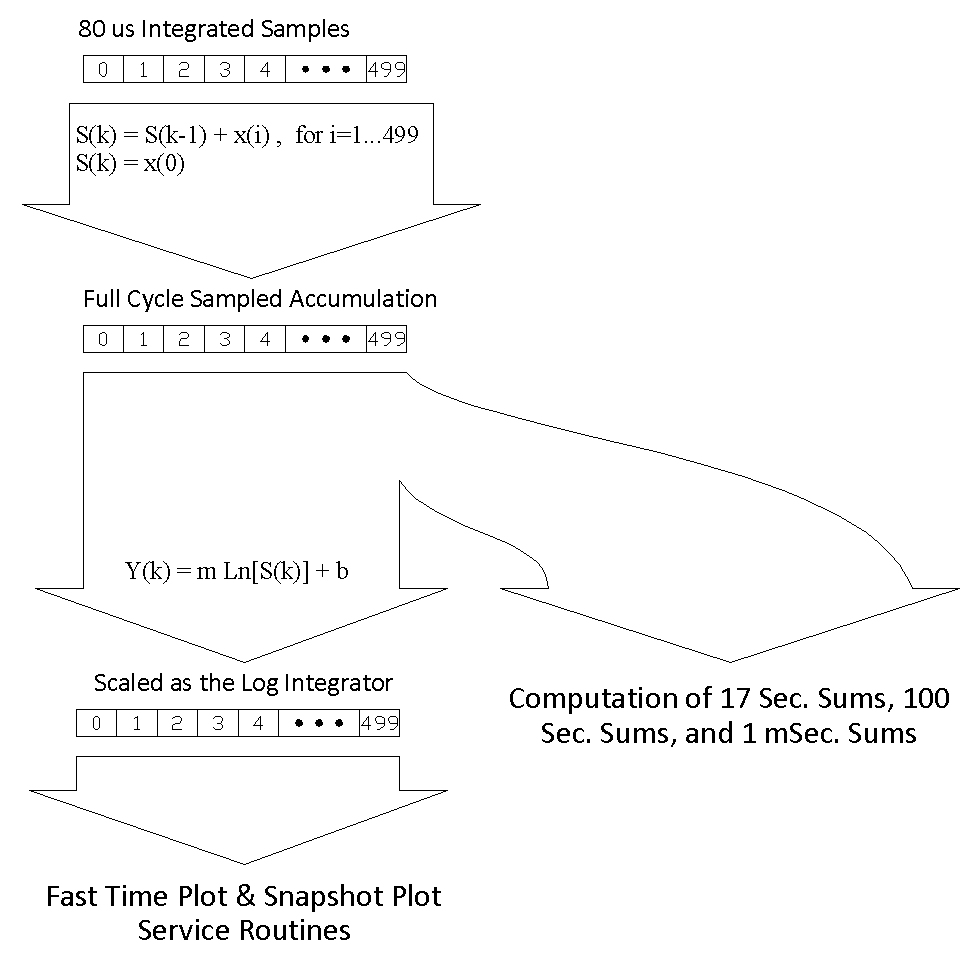 80 us Integrated Samples
0 1 2 3 4 • • • 499
S(k) = S(k-1) + x(i) , for i=1...499
S(k) = x(0)
Full Cycle Sampled Accumulation
0 1 2 3 4 • • • 499
Y(k) = m Ln[S(k)] + b
Scaled as the Log Integrator
0 1 2 3 4 • • • 499
Computation of 17 Sec. Sums, 100
Sec. Sums, and 1 mSec. Sums
Fast Time Plot & Snapshot Plot
Service Routines